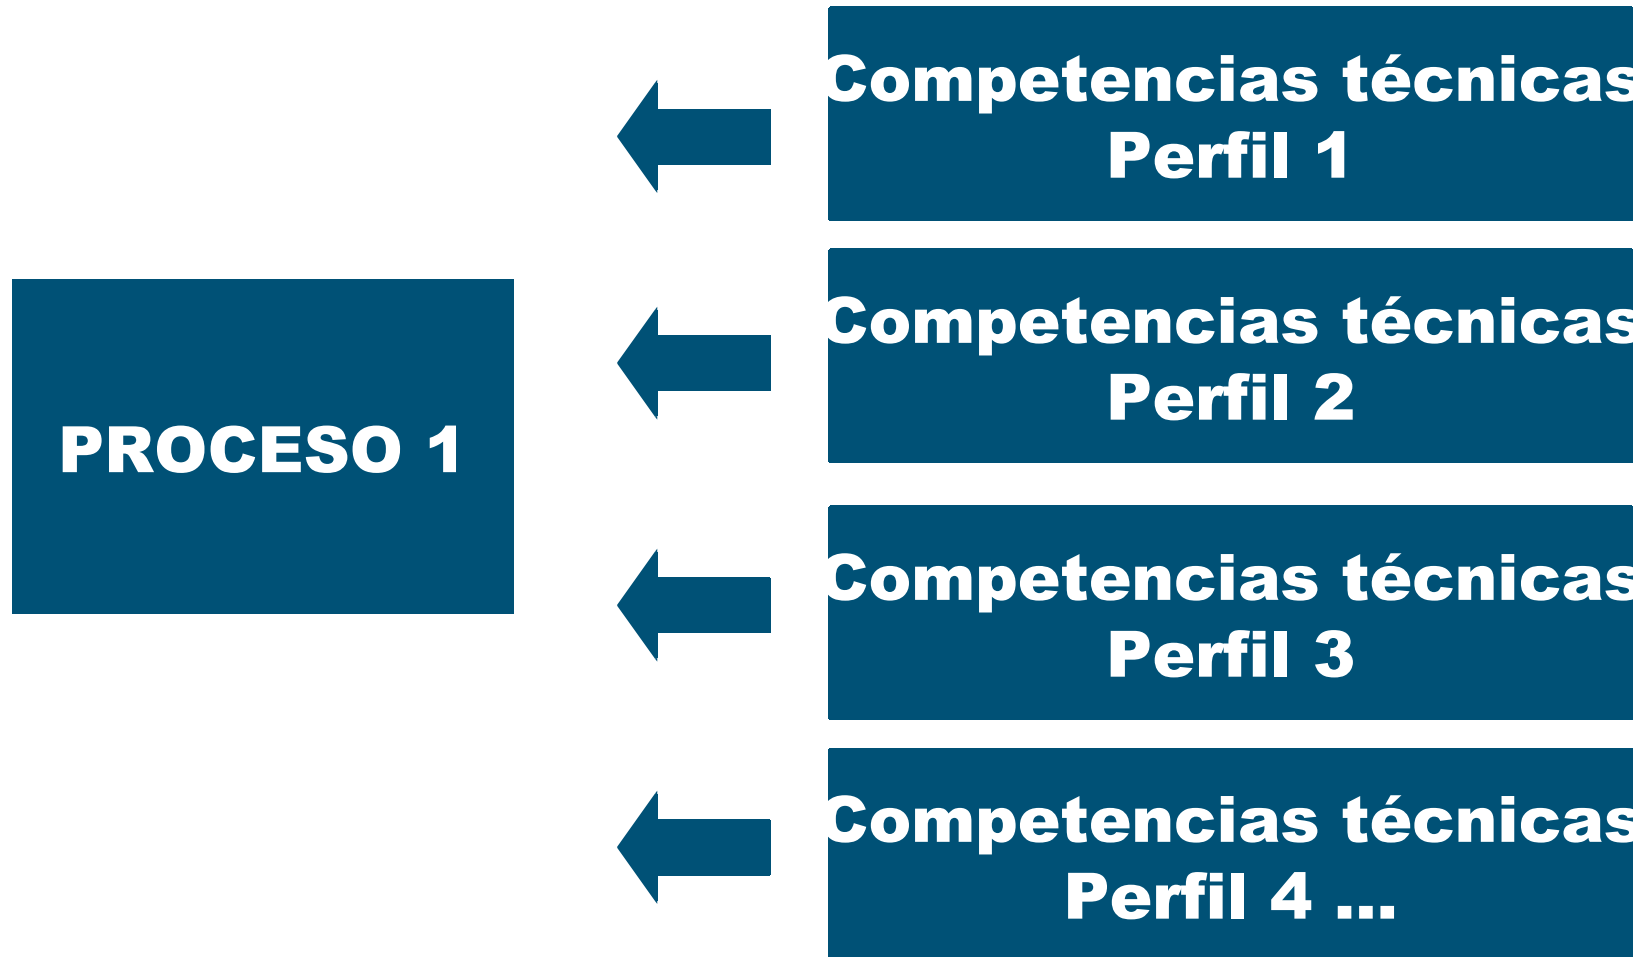 Competencias técnicas
Perfil 1
Competencias técnicas
Perfil 2
PROCESO 1
Competencias técnicas
Perfil 3
Competencias técnicas
Perfil 4 ...